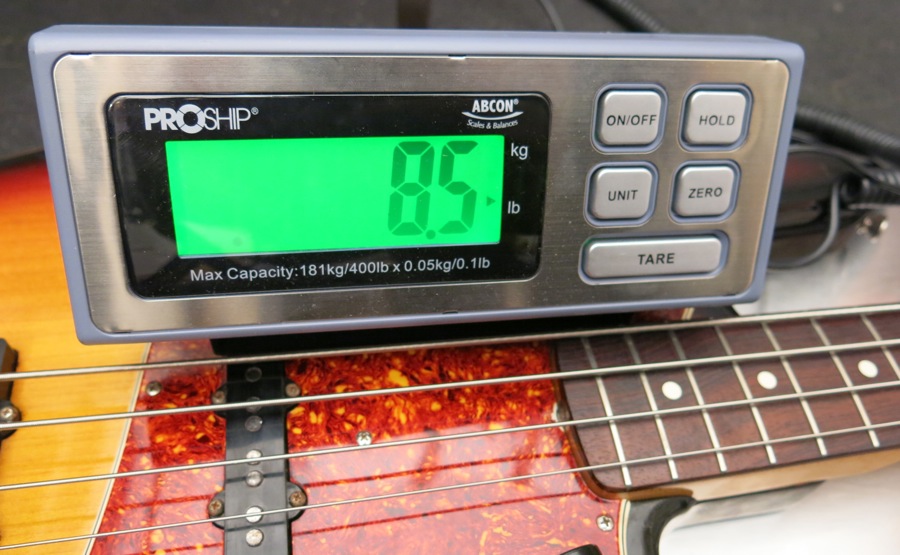 PROSHIP®
ABCON®
Scales & Balances
8.5
kg
lb
Max Capacity:181kg/400lb x 0.05kg/0.1lb
ON/OFF
HOLD
UNIT
ZERO
TARE